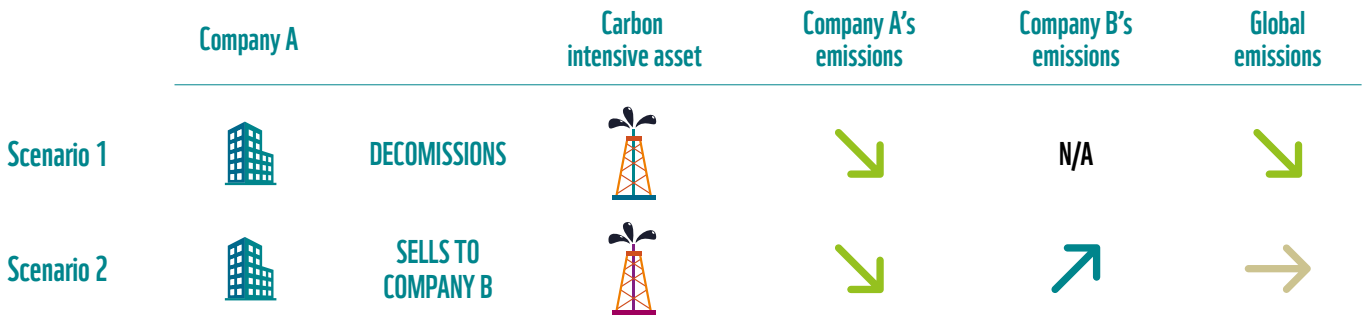 Company A
Carbon
intensive asset
Company A's
emissions
Company B's
emissions
Global
emissions
Scenario 1
DECOMISSIONS
N/A
Scenario 2
SELLS TO
COMPANY B